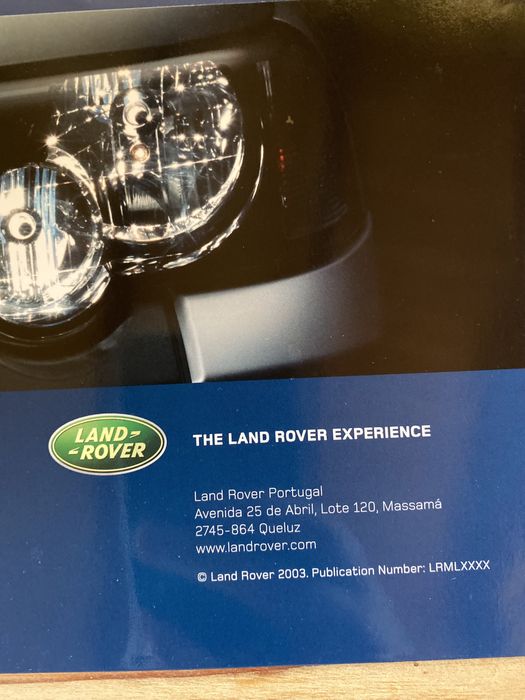 LAND-
-ROVER
THE LAND ROVER EXPERIENCE
Land Rover Portugal
Avenida 25 de Abril, Lote 120, Massamá
2745-864 Queluz
www.landrover.com
© Land Rover 2003. Publication Number: LRMLXXXX